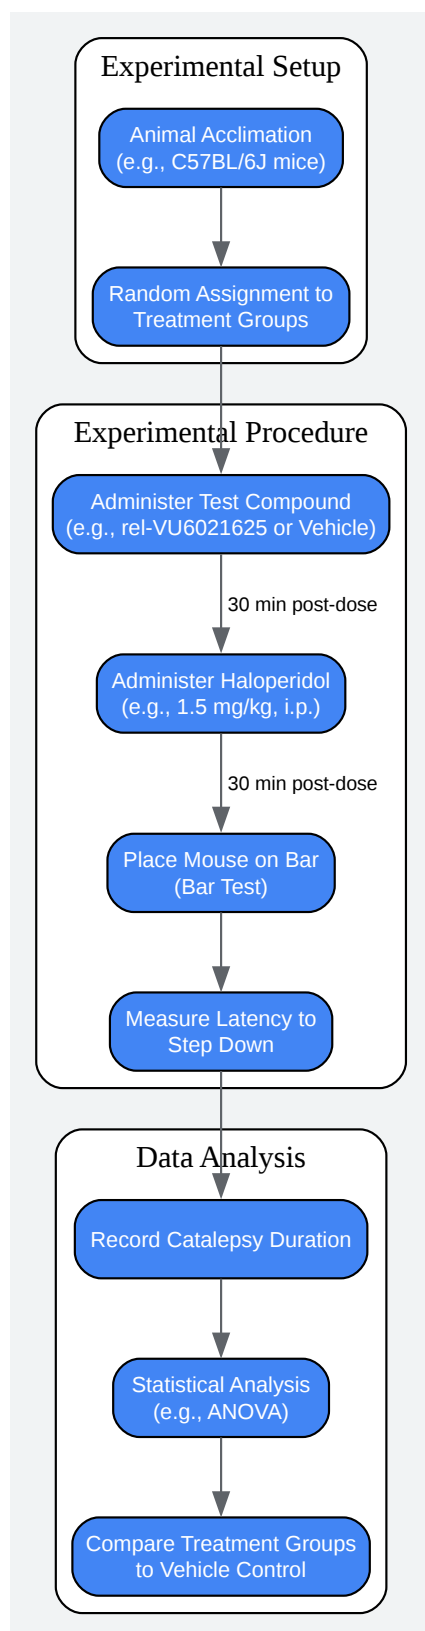 Experimental Setup
Animal Acclimation
(e.g., C57BL/6J mice)
Random Assignment to
Treatment Groups
Experimental Procedure
Administer Test Compound
(e.g., rel-VU6021625 or Vehicle)
30 min post-dose
Administer Haloperidol
(e.g., 1.5 mg/kg, i.p.)
30 min post-dose
Place Mouse on Bar
(Bar Test)
Measure Latency to
Step Down
Data Analysis
Record Catalepsy Duration
Statistical Analysis
(e.g., ANOVA)
Compare Treatment Groups
to Vehicle Control